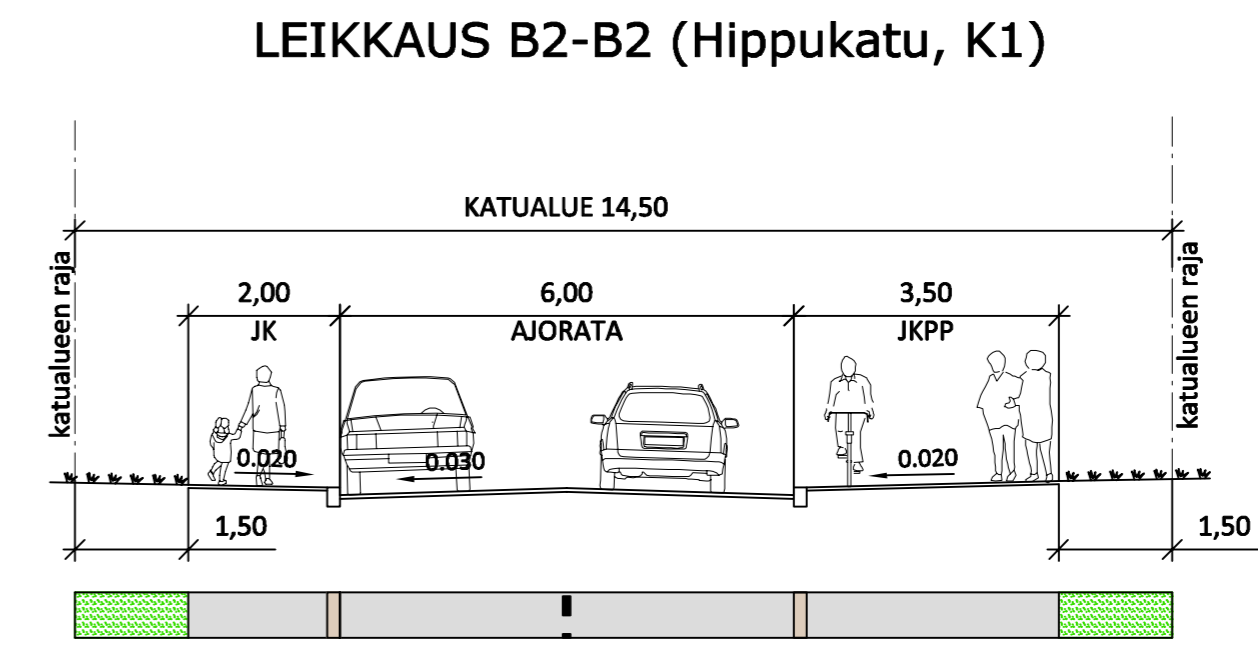 LEIKKAUS B2-B2 (Hippukatu, K1)
KATUALUE 14,50
katualueen raja
katualueen raja
2,00
6,00
3,50
JK
AJORATA
JKPP
0.020
0.030
0.020
1,50
1,50